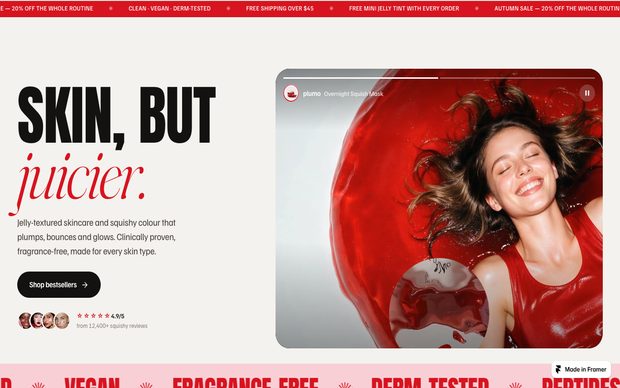 E — 20% OFF THE WHOLE ROUTINE * CLEAN · VEGAN · DERM-TESTED * FREE SHIPPING OVER $45 * FREE MINI JELLY TINT WITH EVERY ORDER * AUTUMN SALE — 20% OFF THE WHOLE ROUTIN
SKIN, BUT
juicier.
Jelly-textured skincare and squishy colour that
plumps, bounces and glows. Clinically proven,
fragrance-free, made for every skin type.
Shop bestsellers →
★★★★★ 4.9/5
from 12,400+ squishy reviews
plumo Overnight Squish Mask
D * VEGAN * FRAGRANCE FREE * DERM TESTED * PEPTIDES
Made in Framer